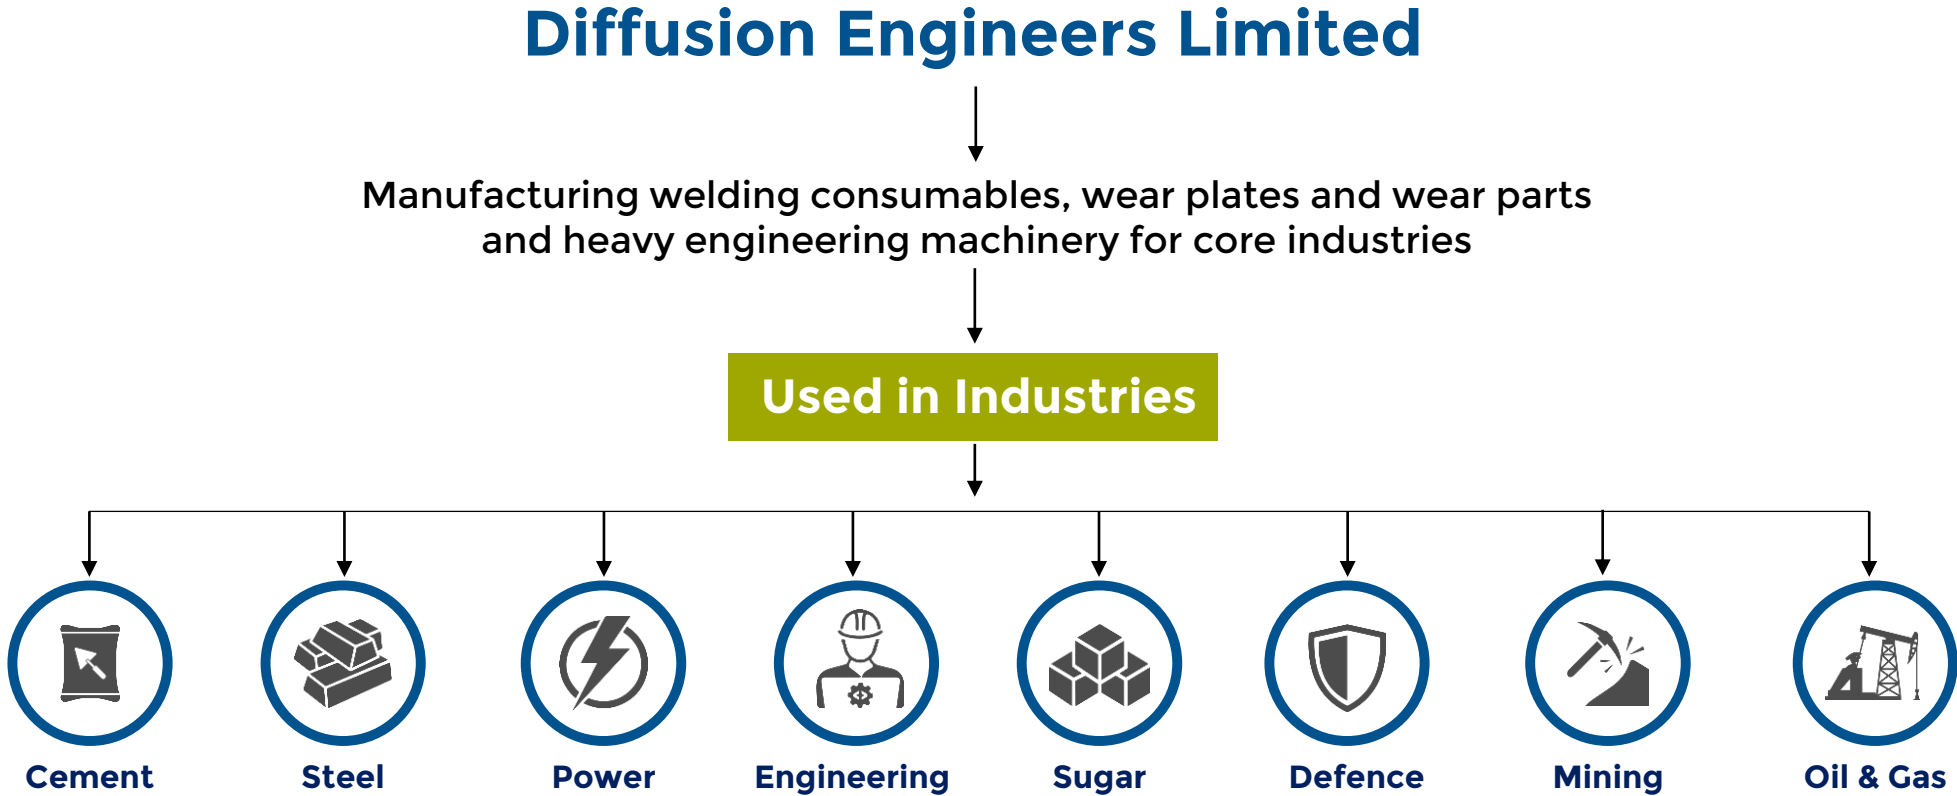 Diffusion Engineers Limited
Manufacturing welding consumables, wear plates and wear parts
and heavy engineering machinery for core industries
Used in Industries
Cement
Steel
Power
Engineering
Sugar
Defence
Mining
Oil & Gas